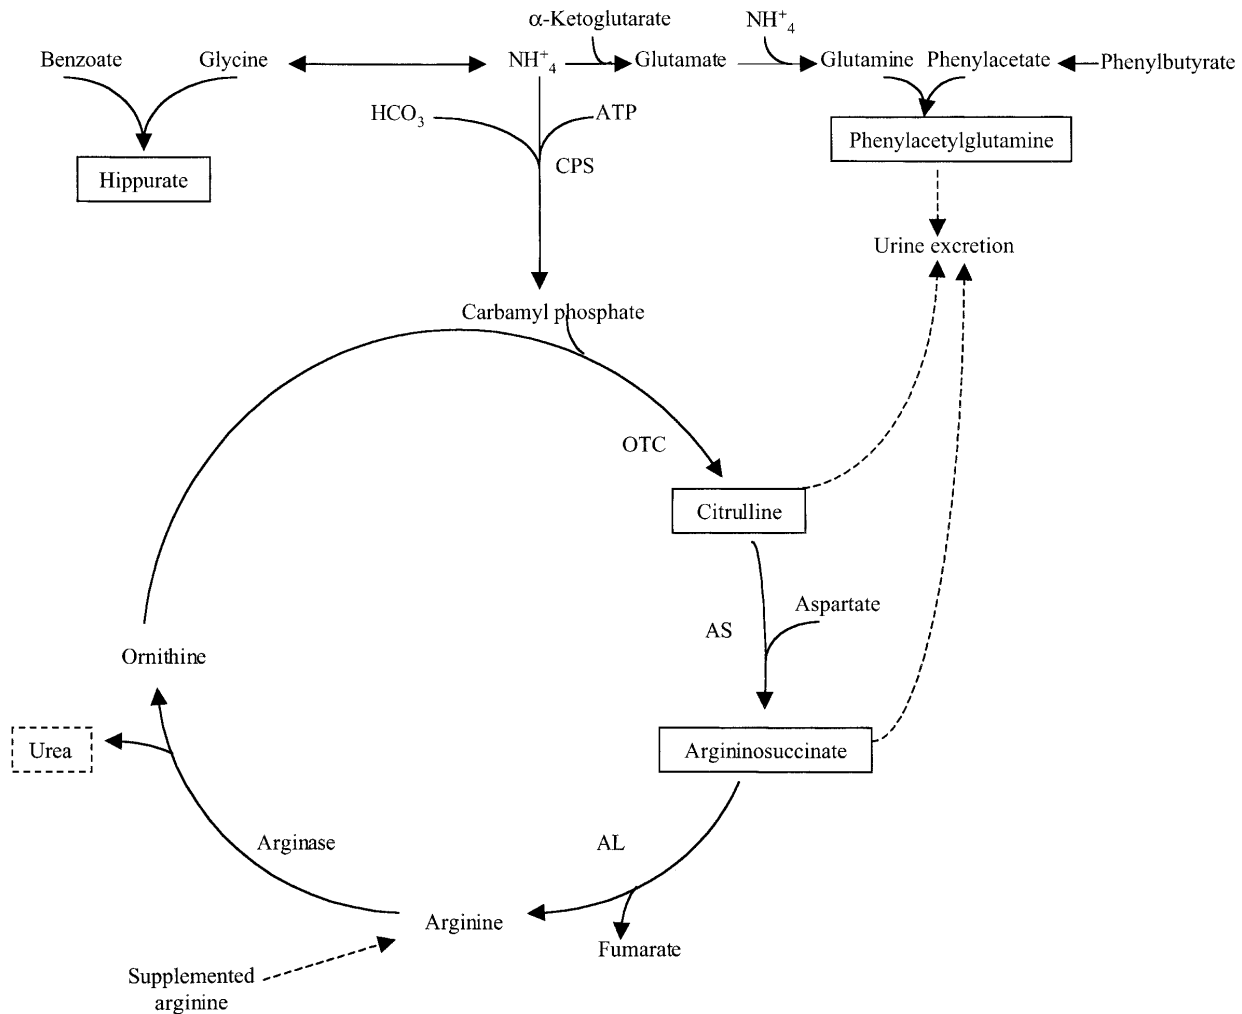 α-Ketoglutarate
NH⁺₄
Benzoate
Glycine
NH⁺₄
Glutamate
Glutamine
Phenylacetate
Phenylbutyrate
HCO₃
ATP
Phenylacetylglutamine
CPS
Hippurate
Urine excretion
Carbamyl phosphate
OTC
Citrulline
Aspartate
AS
Ornithine
Urea
Argininosuccinate
Arginase
AL
Arginine
Fumarate
Supplemented
arginine